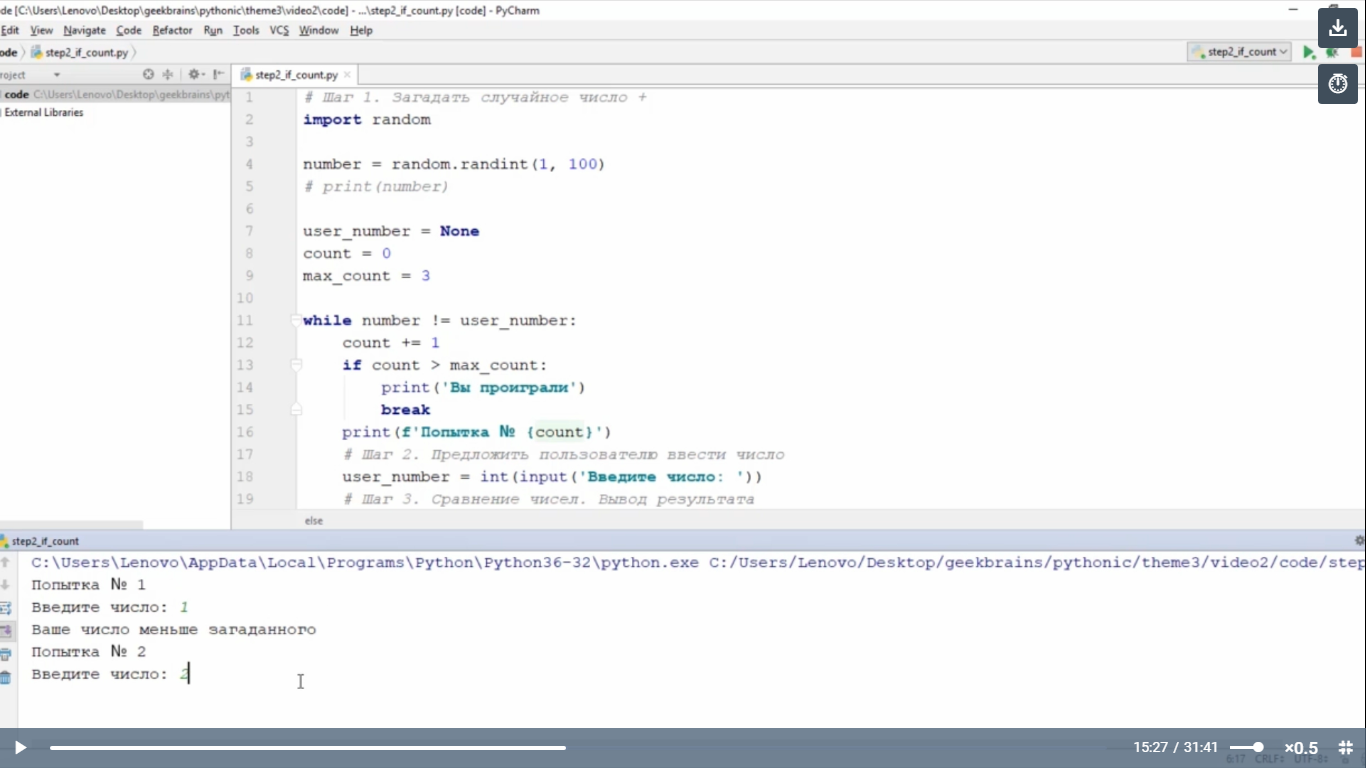 de [C:\Users\Lenovo\Desktop\geekbrains\pythonic\theme3\video2\code] - ...\step2_if_count.py [code] - PyCharm
Edit View Navigate Code Refactor Run Tools VCS Window Help
ode step2_if_count.py
step2_if_count
roject
step2_if_count.py
code C:\Users\Lenovo\Desktop\geekbrains\pyt
External Libraries
1 # Шаг 1. Загадать случайное число +
2 import random
3
4 number = random.randint(1, 100)
5 # print(number)
6
7 user_number = None
8 count = 0
9 max_count = 3
10
11 while number != user_number:
12 count += 1
13 if count > max_count:
14 print('Вы проиграли')
15 break
16 print(f'Попытка № {count}')
17 # Шаг 2. Предложить пользователю ввести число
18 user_number = int(input('Введите число: '))
19 # Шаг 3. Сравнение чисел. Вывод результата
else
step2_if_count
C:\Users\Lenovo\AppData\Local\Programs\Python\Python36-32\python.exe C:/Users/Lenovo/Desktop/geekbrains/pythonic/theme3/video2/code/step
Попытка № 1
Введите число: 1
Ваше число меньше загаданного
Попытка № 2
Введите число: 2
15:27 / 31:41 ×0.5
6:17 CRLF÷ UTF-8÷